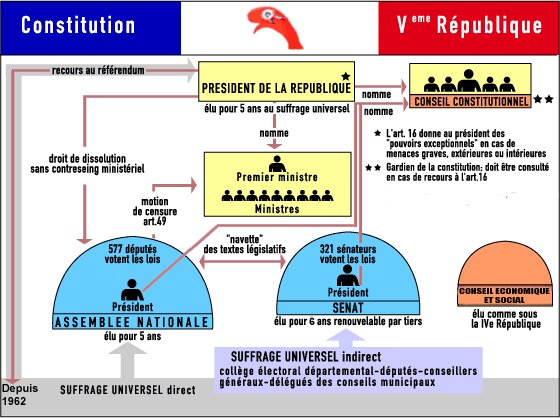 Constitution
V eme République
recours au référendum
PRESIDENT DE LA REPUBLIQUE
élu pour 5 ans au suffrage universel
nomme
nomme
CONSEIL CONSTITUTIONNEL
nomme
L'art. 16 donne au président des
"pouvoirs exceptionnels" en cas de
menaces graves, extérieures ou intérieures
Gardien de la constitution; doit être consulté
en cas de recours à l'art.16
droit de dissolution
sans contreseing ministériel
Premier ministre
Ministres
motion
de censure
art.49
577 députés
votent les lois
Président
ASSEMBLEE NATIONALE
élu pour 5 ans
"navette"
des textes législatifs
321 sénateurs
votent les lois
Président
SENAT
élu pour 6 ans renouvelable par tiers
CONSEIL ECONOMIQUE
ET SOCIAL
élu comme sous
la IVe République
SUFFRAGE UNIVERSEL indirect
collège électoral départemental-députés-conseillers
généraux-délégués des conseils municipaux
Depuis
1962
SUFFRAGE UNIVERSEL direct